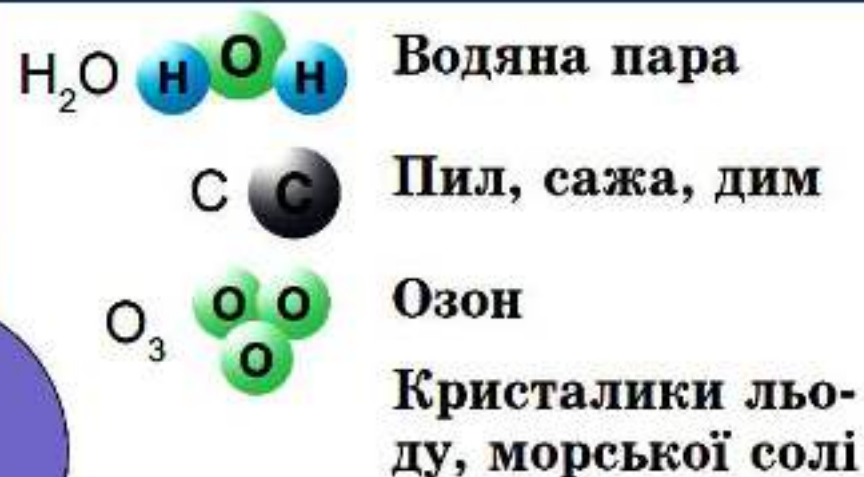 H₂O H O H Водяна пара
C C Пил, сажа, дим
O₃ O O O Озон
Кристалики льо-
ду, морської солі